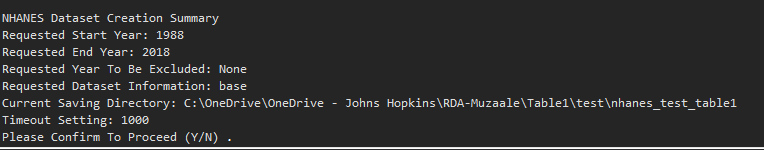 NHANES Dataset Creation Summary
Requested Start Year: 1988
Requested End Year: 2018
Requested Year To Be Excluded: None
Requested Dataset Information: base
Current Saving Directory: C:\OneDrive\OneDrive - Johns Hopkins\RDA-Muzaale\Table1\test\nhanes_test_table1
Timeout Setting: 1000
Please Confirm To Proceed (Y/N) .